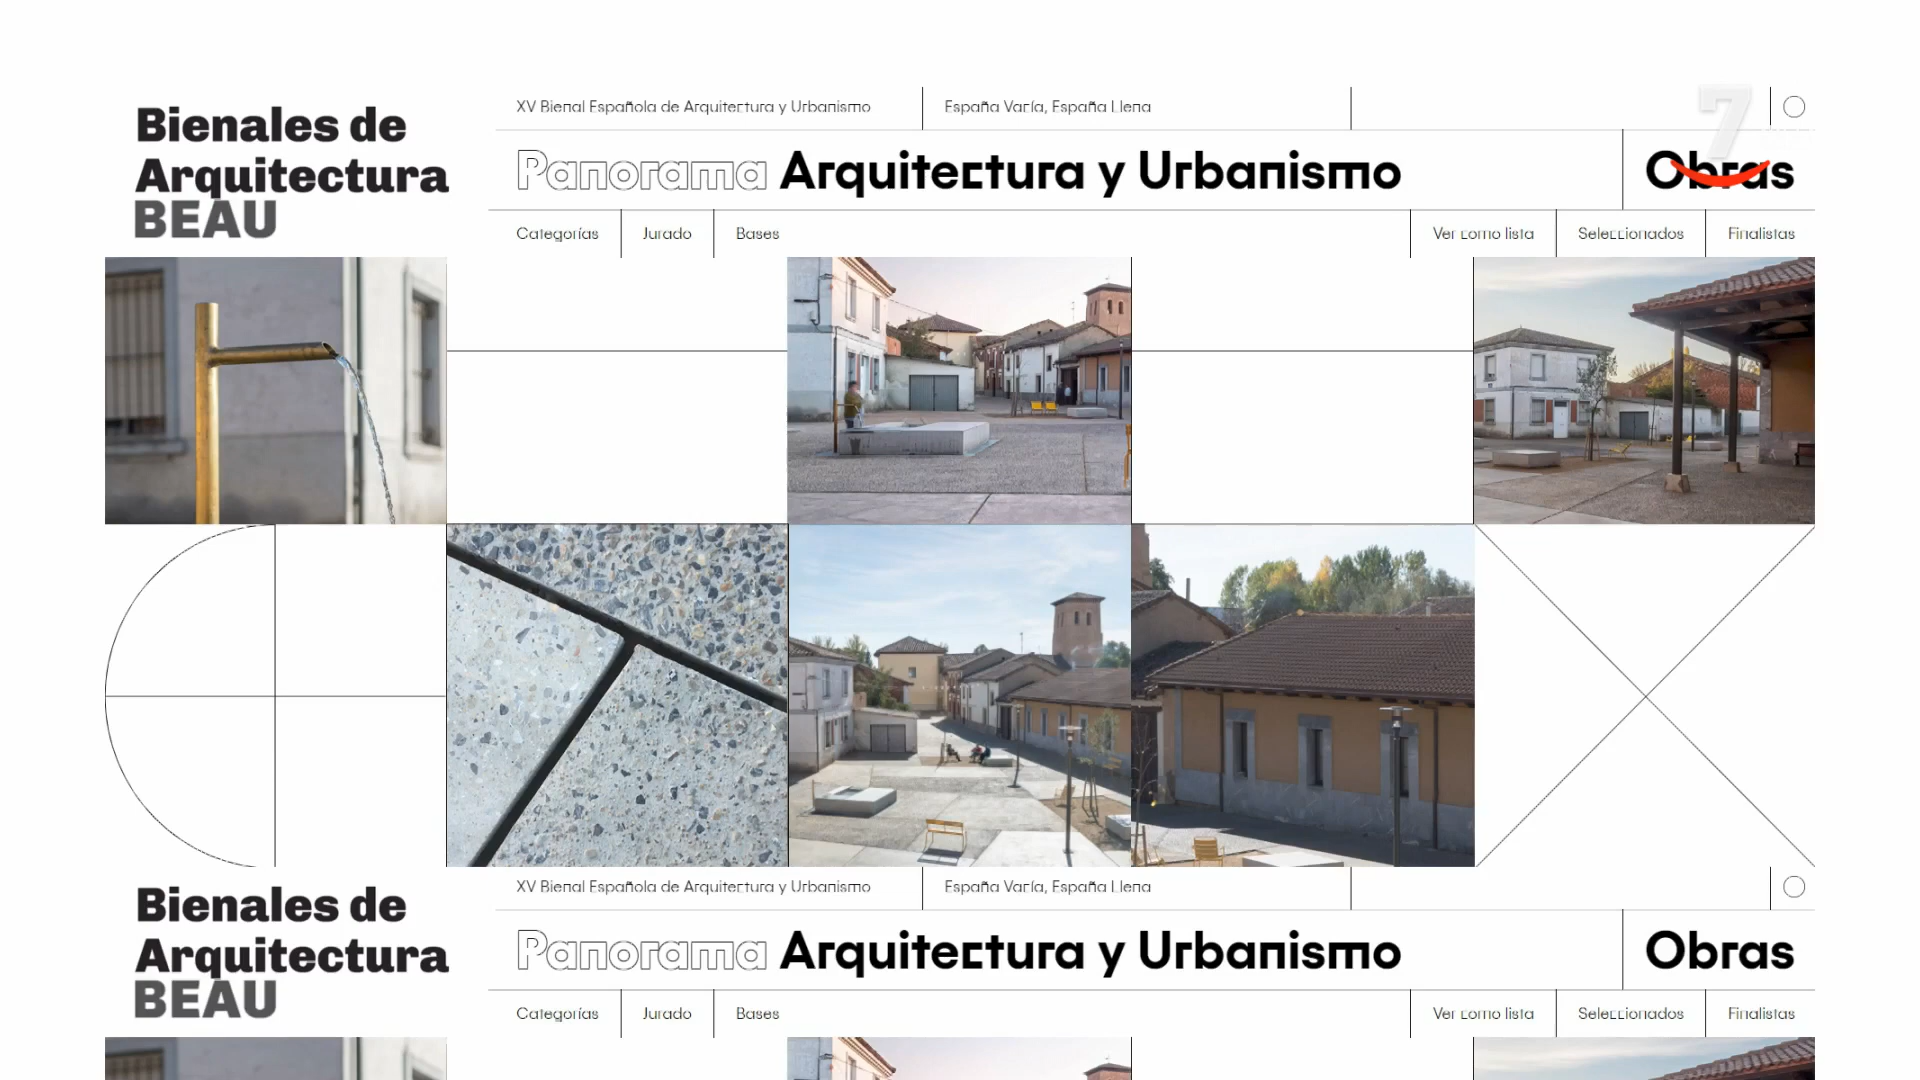 Bienales de
Arquitectura
BEAU
XV Bienal Española de Arquitectura y Urbanismo
España Vacía, España Llena
Panorama Arquitectura y Urbanismo
Obras
Categorías
Jurado
Bases
Ver como lista
Seleccionados
Finalistas
7
Bienales de
Arquitectura
BEAU
XV Bienal Española de Arquitectura y Urbanismo
España Vacía, España Llena
Panorama Arquitectura y Urbanismo
Obras
Categorías
Jurado
Bases
Ver como lista
Seleccionados
Finalistas